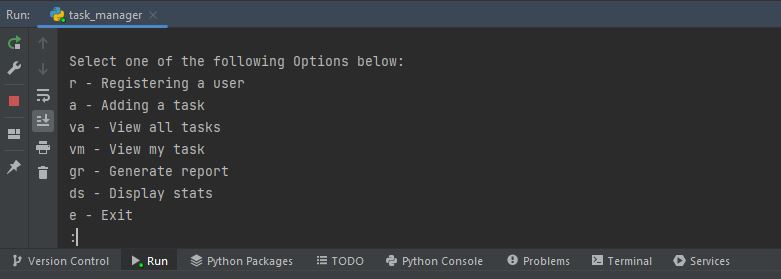 Run: task_manager
Select one of the following Options below:
r - Registering a user
a - Adding a task
va - View all tasks
vm - View my task
gr - Generate report
ds - Display stats
e - Exit
:
Version Control Run Python Packages TODO Python Console Problems Terminal Services